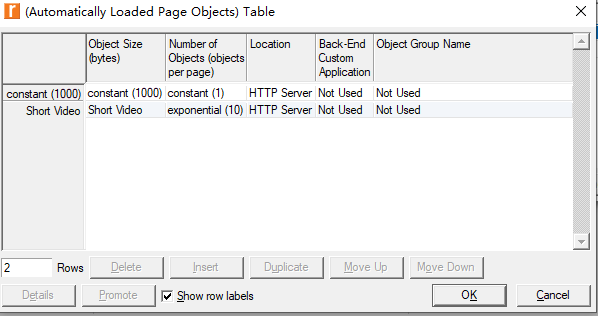 (Automatically Loaded Page Objects) Table
Object Size (bytes) Number of Objects (objects per page) Location Back-End Custom Application Object Group Name
constant (1000) constant (1000) constant (1) HTTP Server Not Used Not Used
Short Video Short Video exponential (10) HTTP Server Not Used Not Used
2 Rows Delete Insert Duplicate Move Up Move Down
Details Promote Show row labels OK Cancel